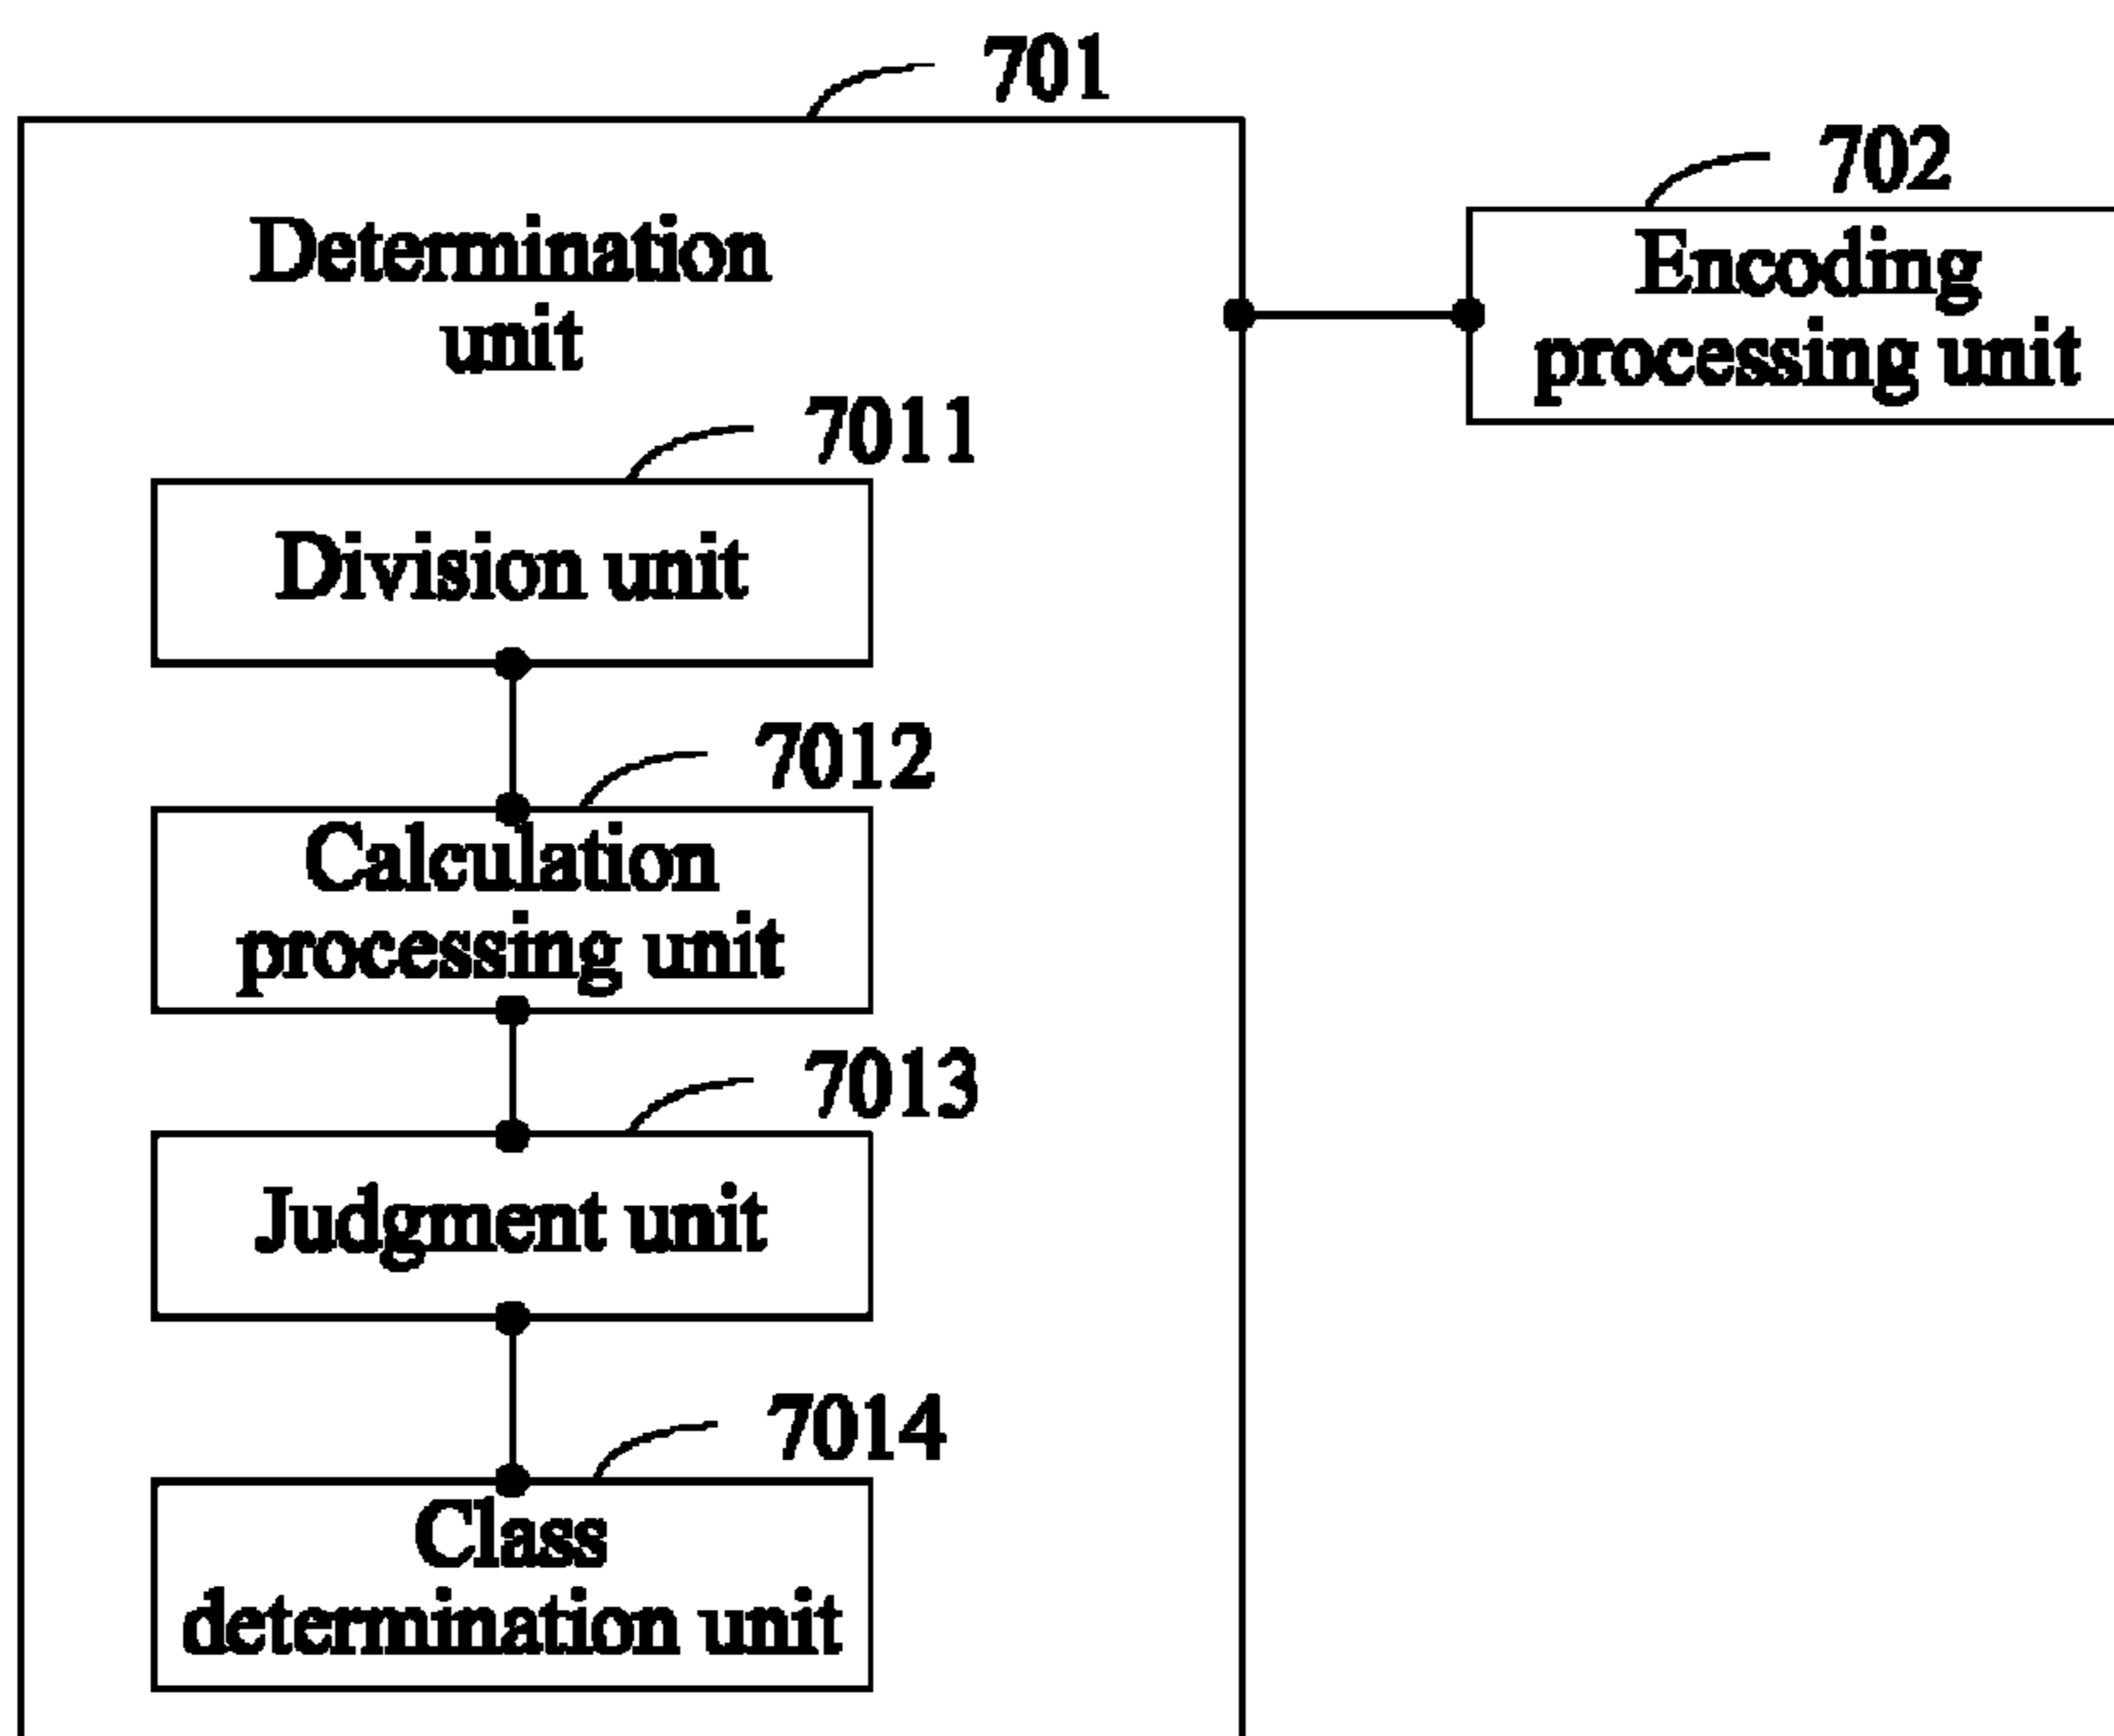 701
702
Determination
unit
Encoding
processing unit
7011
Division unit
7012
Calculation
processing unit
7013
Judgment unit
7014
Class
determination unit